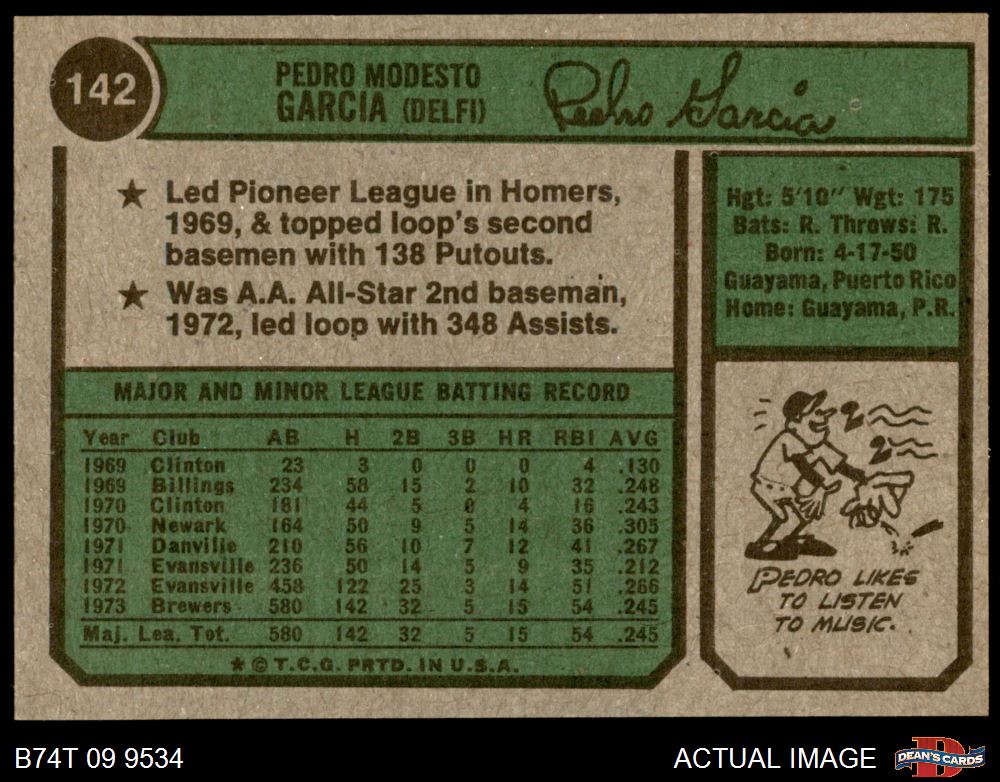 142
PEDRO MODESTO
GARCIA (DELFI)
Pedro Garcia
★ Led Pioneer League in Homers,
1969, & topped loop's second
basemen with 138 Putouts.
★ Was A.A. All-Star 2nd baseman,
1972, led loop with 348 Assists.
Hgt: 5'10" Wgt: 175
Bats: R. Throws: R.
Born: 4-17-50
Guayama, Puerto Rico
Home: Guayama, P.R.
MAJOR AND MINOR LEAGUE BATTING RECORD
Year Club AB H 2B 3B HR RBI AVG
1969 Clinton 23 3 0 0 0 4 .130
1969 Billings 234 58 15 2 10 32 .248
1970 Clinton 181 44 5 0 4 16 .243
1970 Newark 164 50 9 5 14 36 .305
1971 Danville 210 56 10 7 12 41 .267
1971 Evansville 236 50 14 5 9 35 .212
1972 Evansville 458 122 25 3 14 51 .266
1973 Brewers 580 142 32 5 15 54 .245
Maj. Lea. Tot. 580 142 32 5 15 54 .245
★ © T.C.G. PRTD. IN U.S.A.
PEDRO LIKES
TO LISTEN
TO MUSIC.
B74T 09 9534
ACTUAL IMAGE
DEAN'S CARDS